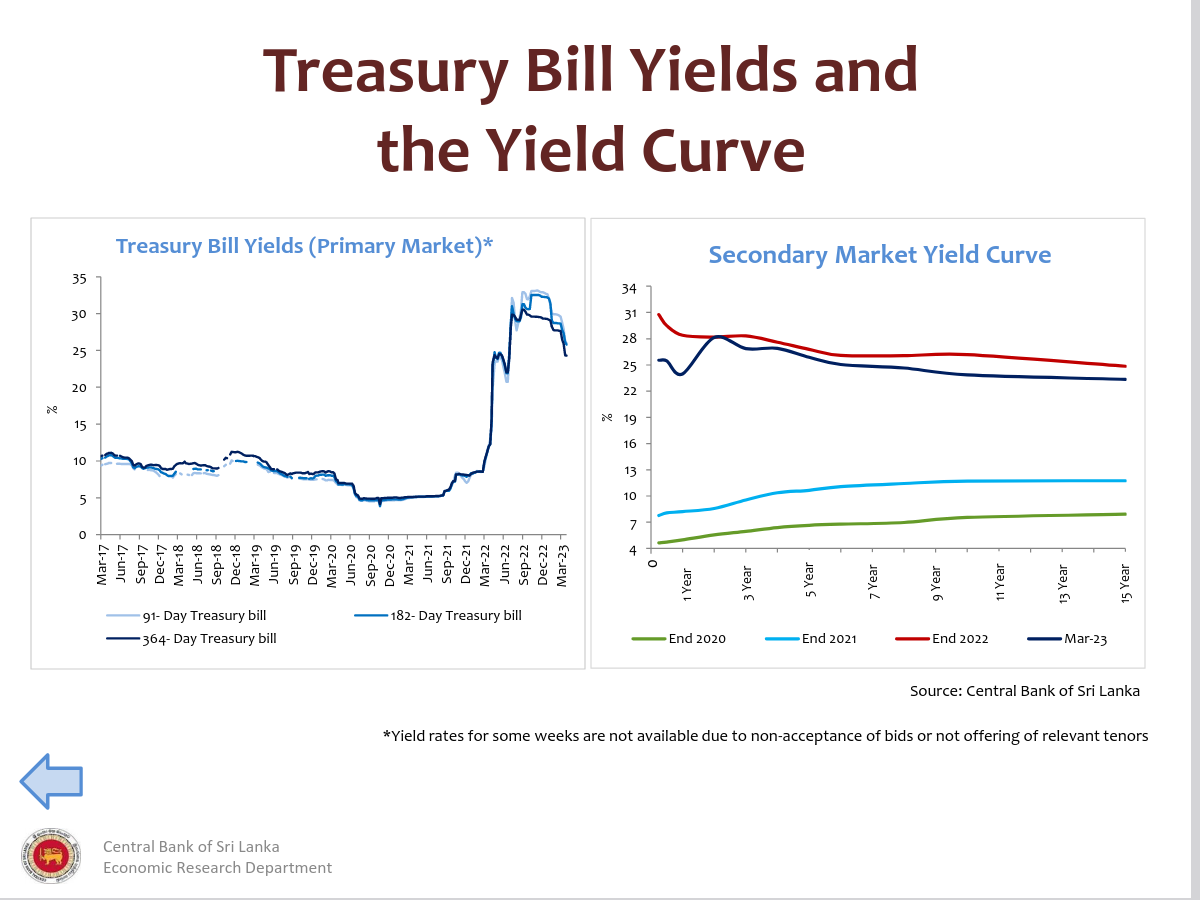 Treasury Bill Yields and
the Yield Curve
Treasury Bill Yields (Primary Market)*
35
30
25
20
15
10
5
0
%
Mar-17
Jun-17
Sep-17
Dec-17
Mar-18
Jun-18
Sep-18
Dec-18
Mar-19
Jun-19
Sep-19
Dec-19
Mar-20
Jun-20
Sep-20
Dec-20
Mar-21
Jun-21
Sep-21
Dec-21
Mar-22
Jun-22
Sep-22
Dec-22
Mar-23
91- Day Treasury bill
182- Day Treasury bill
364- Day Treasury bill
Secondary Market Yield Curve
34
31
28
25
22
19
16
13
10
7
4
%
0
1 Year
3 Year
5 Year
7 Year
9 Year
11 Year
13 Year
15 Year
End 2020
End 2021
End 2022
Mar-23
Source: Central Bank of Sri Lanka
*Yield rates for some weeks are not available due to non-acceptance of bids or not offering of relevant tenors
Central Bank of Sri Lanka
Economic Research Department